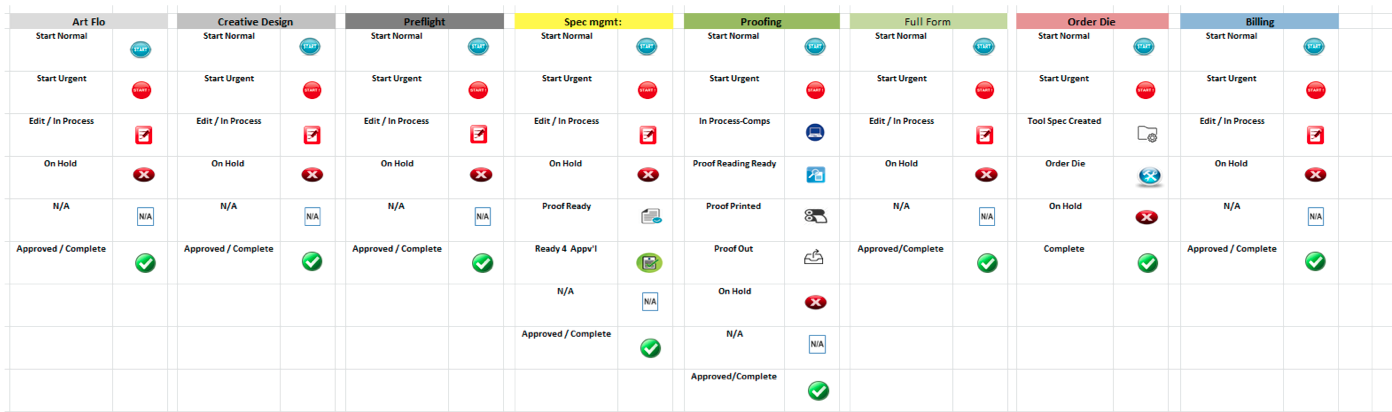 Art Flo Creative Design Preflight Spec mgmt: Proofing Full Form Order Die Billing
Start Normal Start Normal Start Normal Start Normal Start Normal Start Normal Start Normal Start Normal
START START START START START START START START
Start Urgent Start Urgent Start Urgent Start Urgent Start Urgent Start Urgent Start Urgent Start Urgent
START! START! START! START! START! START! START! START!
Edit / In Process Edit / In Process Edit / In Process Edit / In Process In Process-Comps Edit / In Process Tool Spec Created Edit / In Process
On Hold On Hold On Hold On Hold Proof Reading Ready On Hold Order Die On Hold
N/A N/A N/A Proof Ready Proof Printed N/A On Hold N/A
N/A N/A N/A N/A N/A
Approved / Complete Approved / Complete Approved / Complete Ready 4 Appv'l Proof Out Approved/Complete Complete Approved / Complete
N/A On Hold
N/A
Approved / Complete N/A
N/A
Approved/Complete